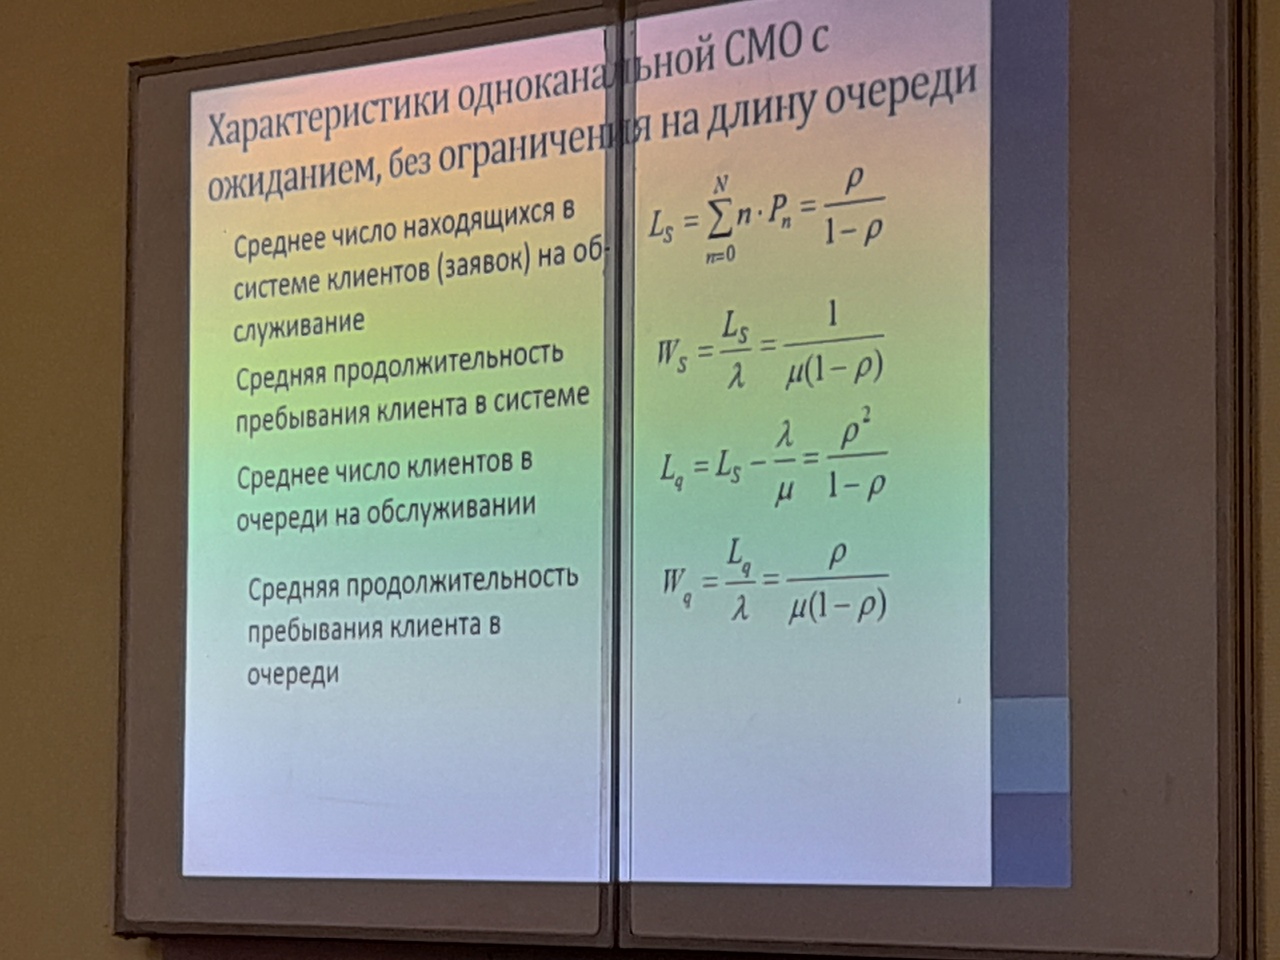 Характеристики одноканальной СМО с
ожиданием, без ограничения на длину очереди
Среднее число находящихся в
системе клиентов (заявок) на об-
служивание
L_S = \sum_{n=0}^{N} n \cdot P_n = \frac{\rho}{1-\rho}
Средняя продолжительность
пребывания клиента в системе
W_S = \frac{L_S}{\lambda} = \frac{1}{\mu(1-\rho)}
Среднее число клиентов в
очереди на обслуживании
L_q = L_S - \frac{\lambda}{\mu} = \frac{\rho^2}{1-\rho}
Средняя продолжительность
пребывания клиента в
очереди
W_q = \frac{L_q}{\lambda} = \frac{\rho}{\mu(1-\rho)}